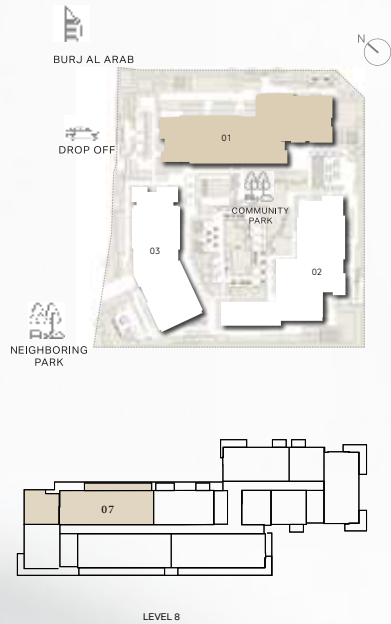 N
BURJ AL ARAB
DROP OFF
01
COMMUNITY
PARK
03
02
NEIGHBORING
PARK
07
LEVEL 8